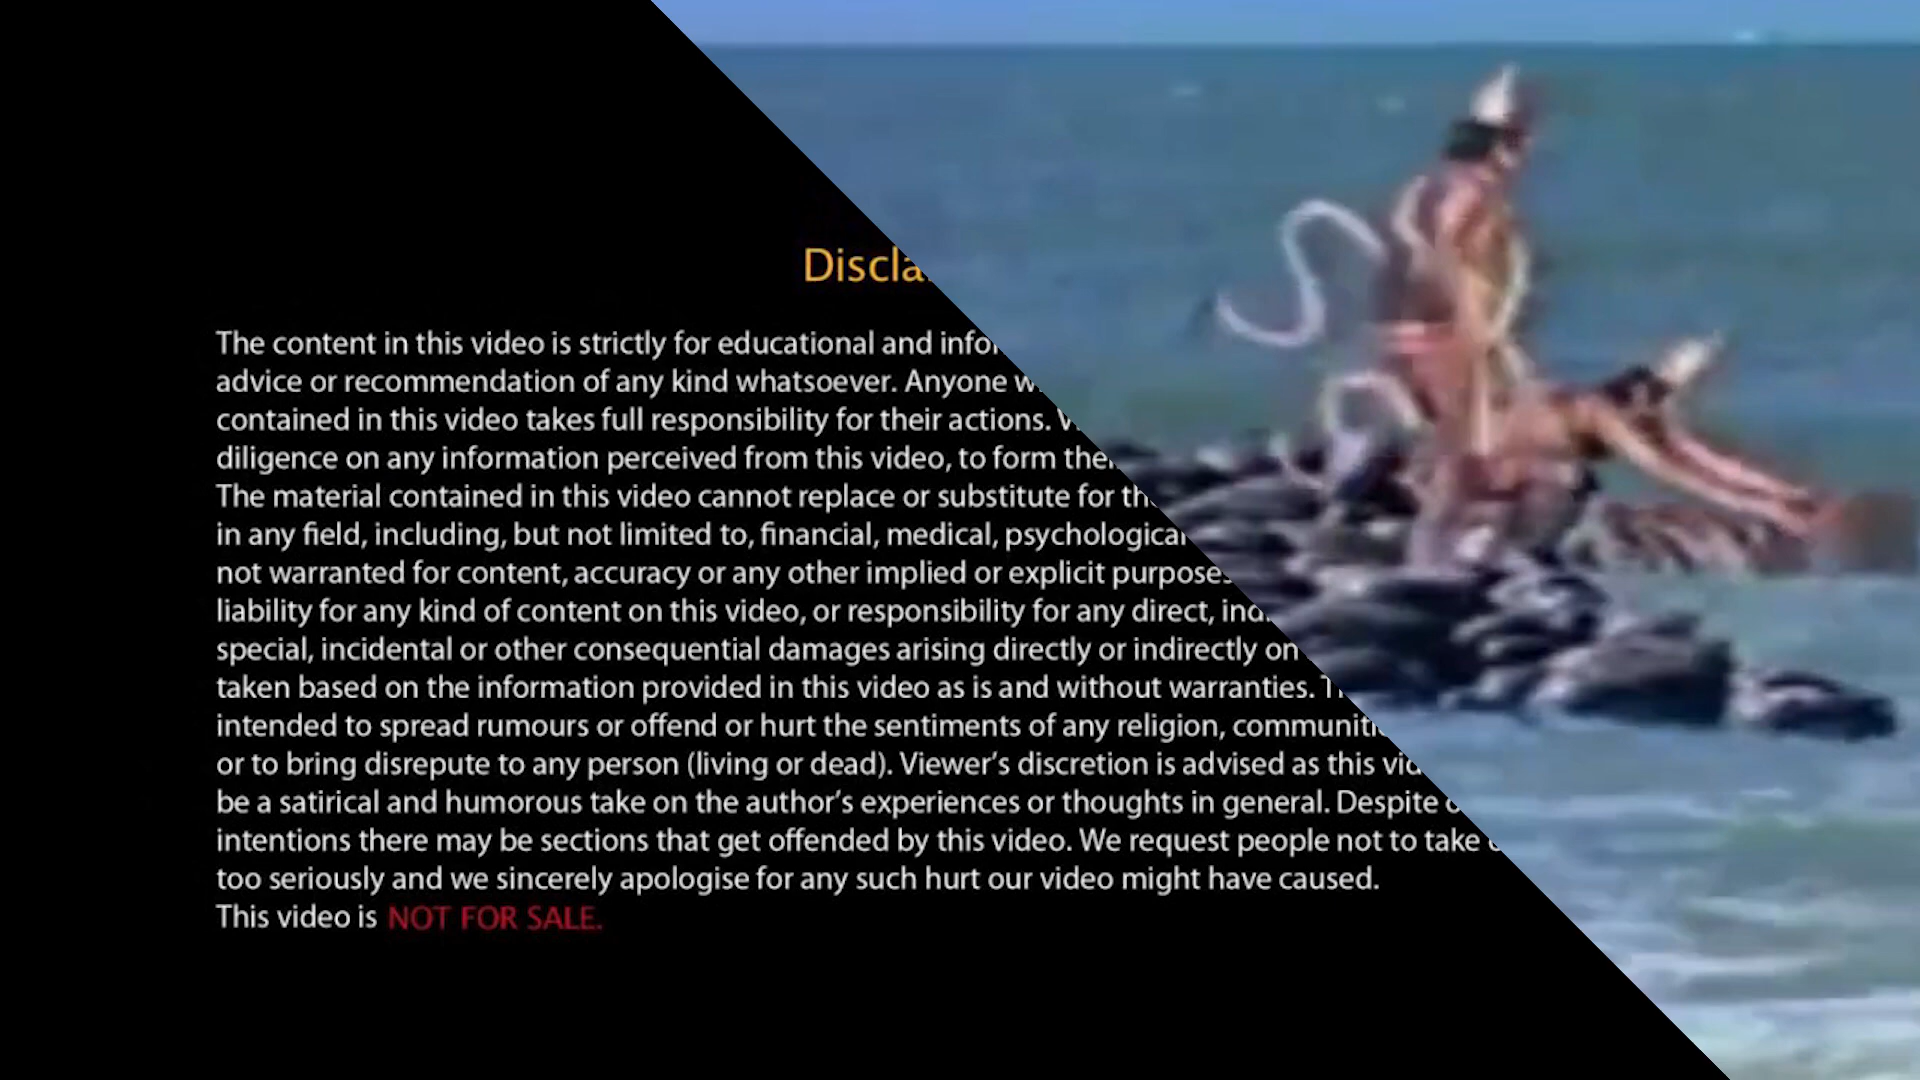 Discla
The content in this video is strictly for educational and
advice or recommendation of any kind whatsoever. Anyone
contained in this video takes full responsibility for their actions.
diligence on any information perceived from this video, to form
The material contained in this video cannot replace or substitute for
in any field, including, but not limited to, financial, medical, psychological
not warranted for content, accuracy or any other implied or explicit purposes
liability for any kind of content on this video, or responsibility for any direct,
special, incidental or other consequential damages arising directly or indirectly on
taken based on the information provided in this video as is and without warranties.
intended to spread rumours or offend or hurt the sentiments of any religion,
or to bring disrepute to any person (living or dead). Viewer's discretion is advised as this
be a satirical and humorous take on the author's experiences or thoughts in general. Despite
intentions there may be sections that get offended by this video. We request people not to take
too seriously and we sincerely apologise for any such hurt our video might have caused.
This video is NOT FOR SALE.